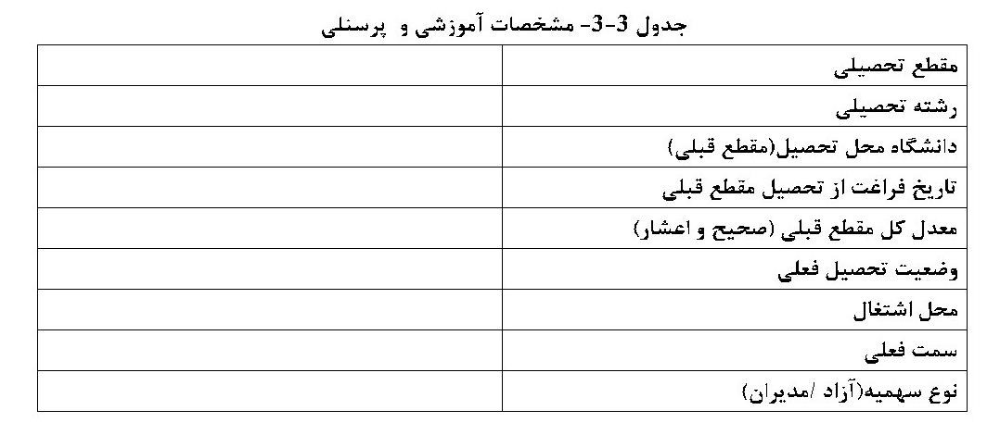 جدول 3-3- مشخصات آموزشی و پرسنلی
مقطع تحصیلی
رشته تحصیلی
دانشگاه محل تحصیل(مقطع قبلی)
تاریخ فراغت از تحصیل مقطع قبلی
معدل کل مقطع قبلی (صحیح و اعشار)
وضعیت تحصیل فعلی
محل اشتغال
سمت فعلی
نوع سهمیه(آزاد /مدیران)